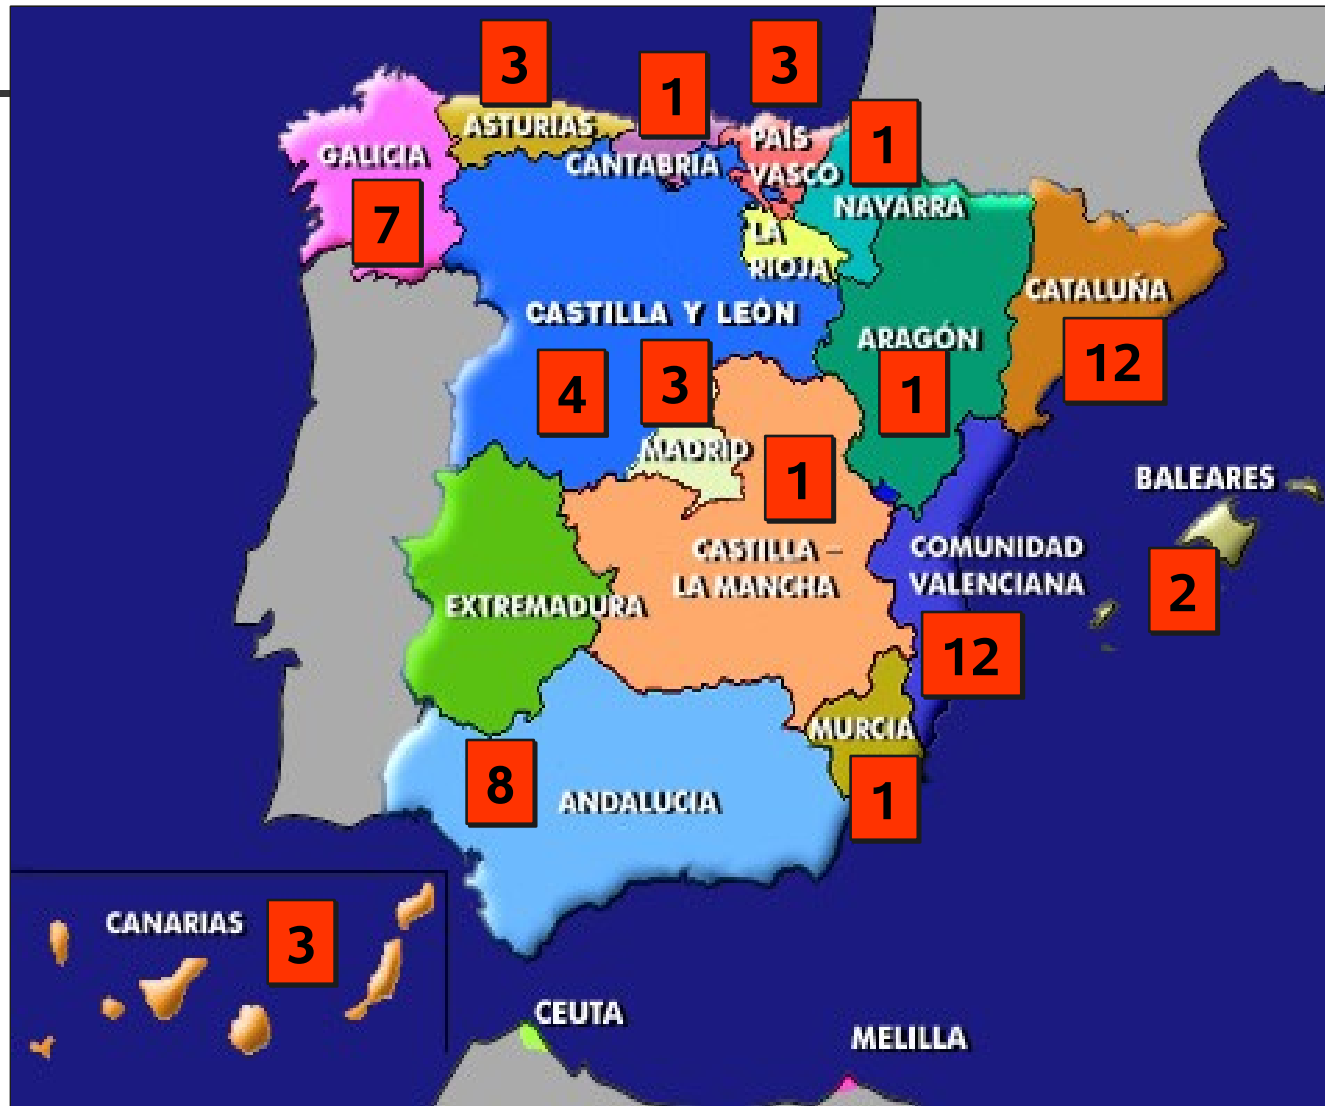 3
1
3
ASTURIAS
PAIS
VASCO
1
GALICIA
CANTABRIA
7
NAVARRA
LA
RIOJA
CATALUÑA
CASTILLA Y LEÓN
ARAGÓN
12
4
3
1
MADRID
1
BALEARES
CASTILLA –
LA MANCHA
COMUNIDAD
VALENCIANA
2
EXTREMADURA
12
MURCIA
8
ANDALUCIA
1
CANARIAS
3
CEUTA
MELILLA